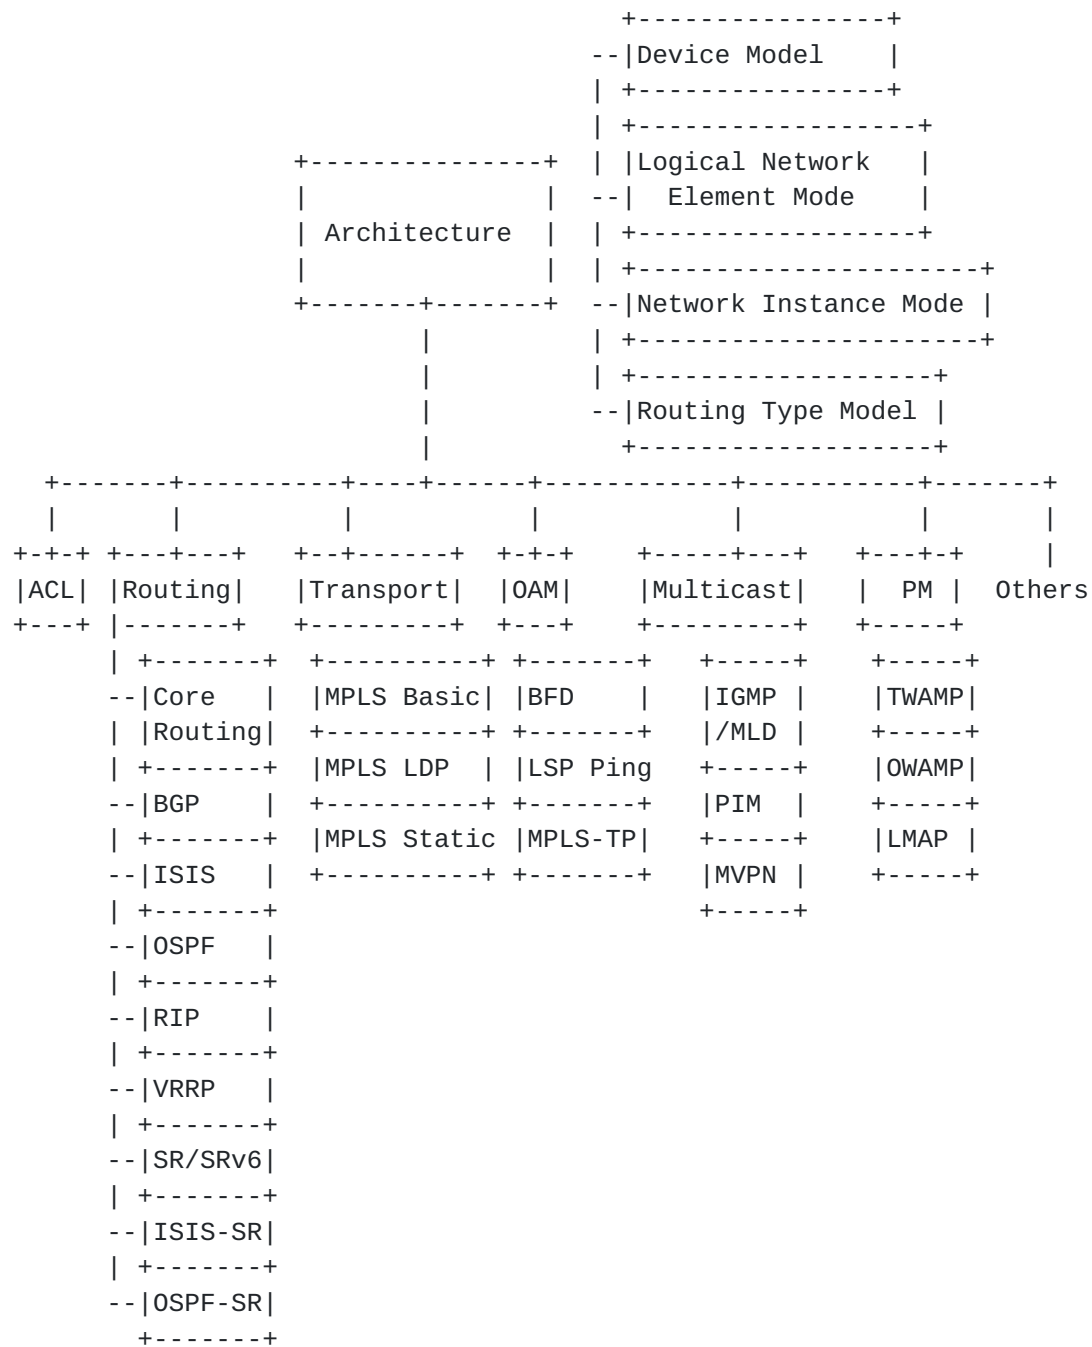 Device Model
Logical Network
Element Mode
Architecture
Network Instance Mode
Routing Type Model
ACL Routing Transport OAM Multicast PM Others
Core MPLS Basic BFD IGMP TWAMP
Routing /MLD
MPLS LDP LSP Ping OWAMP
BGP PIM
MPLS Static MPLS-TP LMAP
ISIS MVPN
OSPF
RIP
VRRP
SR/SRv6
ISIS-SR
OSPF-SR